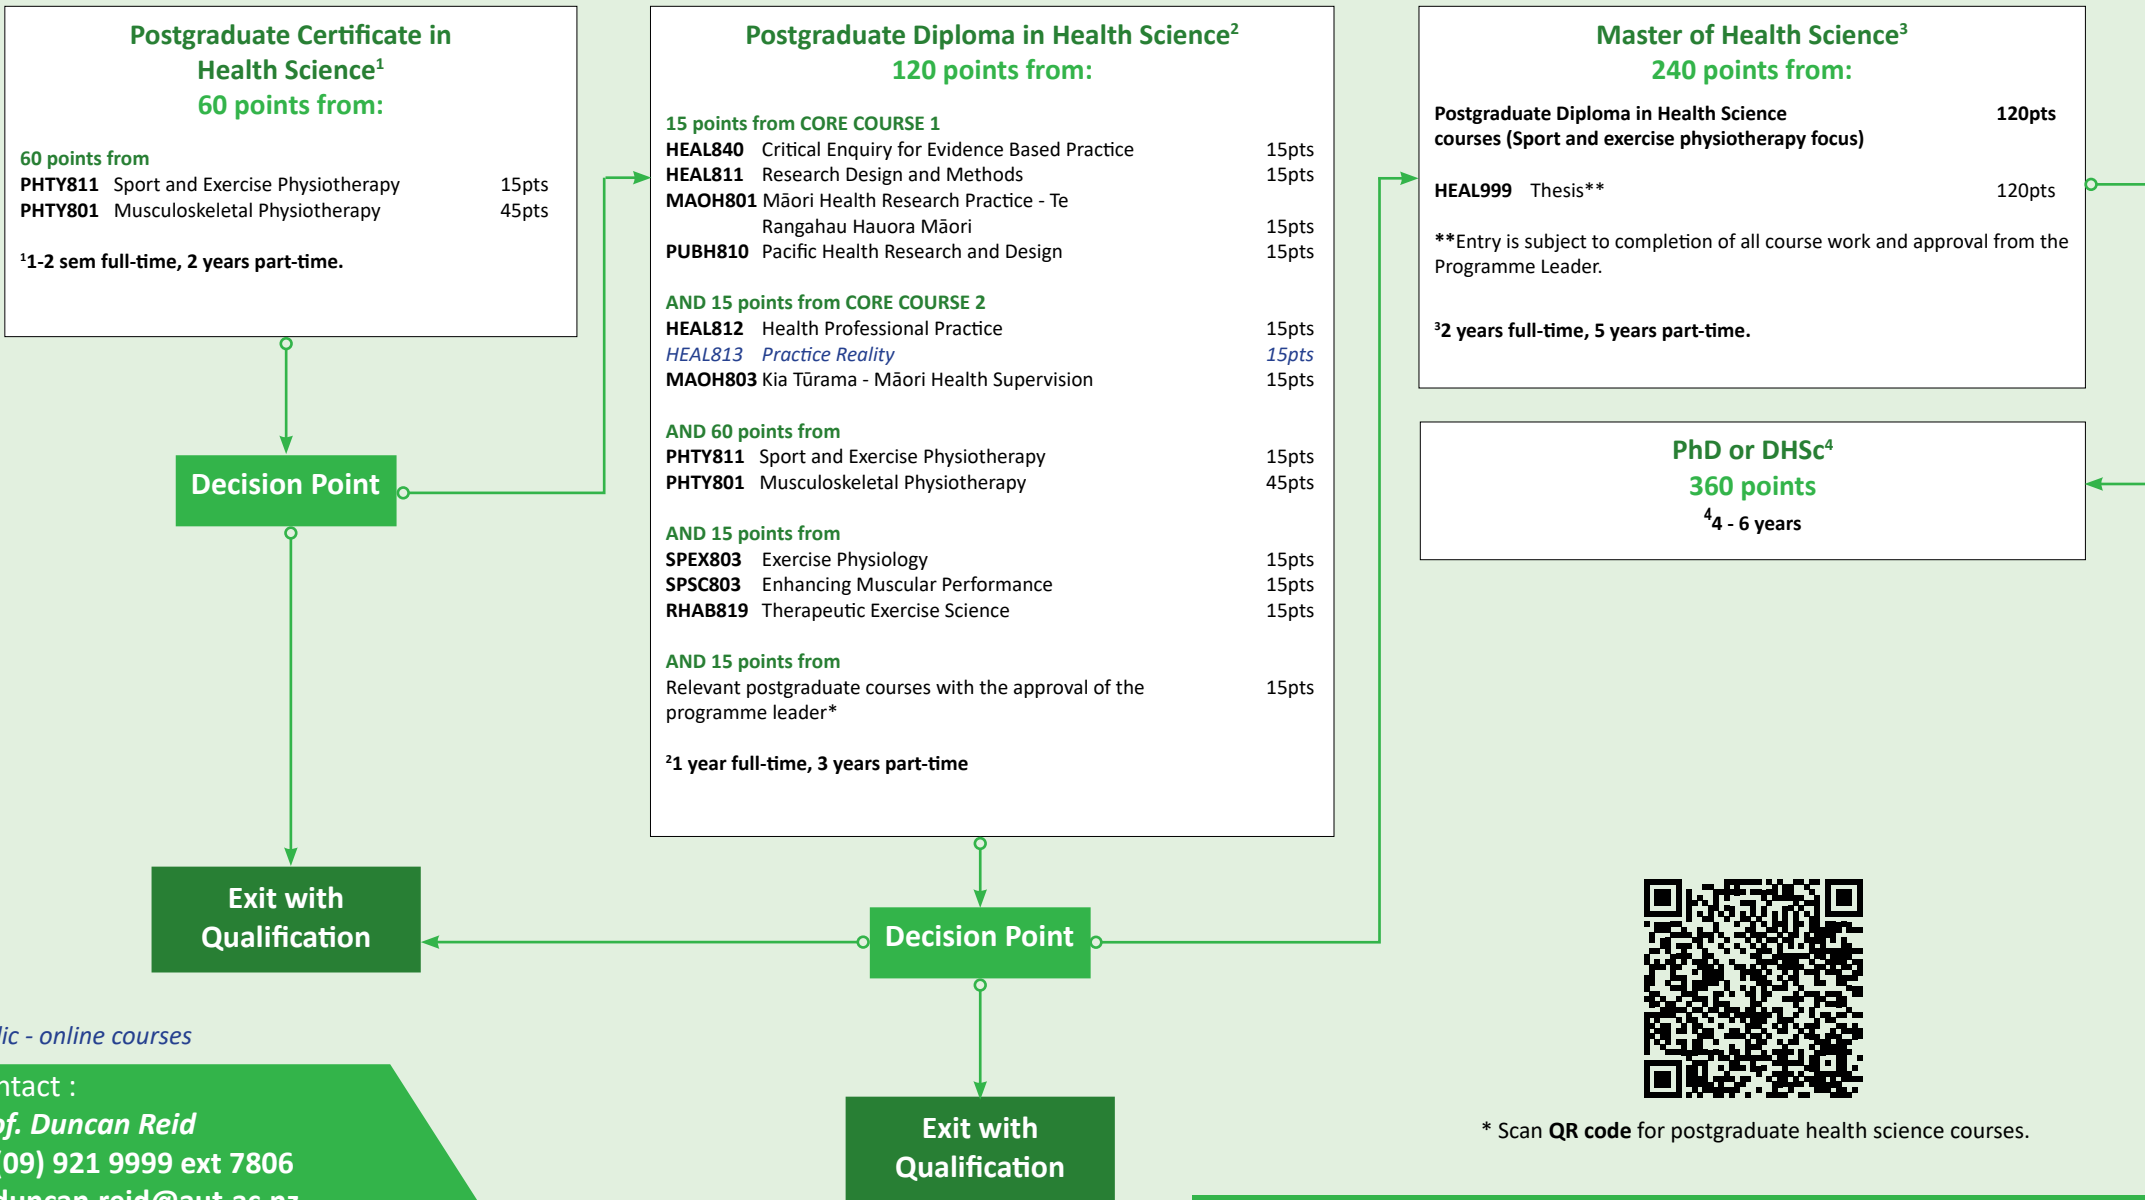 Postgraduate Certificate in
Health Science¹
60 points from:
60 points from
PHTY811 Sport and Exercise Physiotherapy 15pts
PHTY801 Musculoskeletal Physiotherapy 45pts
¹1-2 sem full-time, 2 years part-time.
Decision Point
Exit with
Qualification
Postgraduate Diploma in Health Science²
120 points from:
15 points from CORE COURSE 1
HEAL840 Critical Enquiry for Evidence Based Practice 15pts
HEAL811 Research Design and Methods 15pts
MAOH801 Māori Health Research Practice - Te
Rangahau Hauora Māori 15pts
PUBH810 Pacific Health Research and Design 15pts
AND 15 points from CORE COURSE 2
HEAL812 Health Professional Practice 15pts
HEAL813 Practice Reality 15pts
MAOH803 Kia Tūrama - Māori Health Supervision 15pts
AND 60 points from
PHTY811 Sport and Exercise Physiotherapy 15pts
PHTY801 Musculoskeletal Physiotherapy 45pts
AND 15 points from
SPEX803 Exercise Physiology 15pts
SPSC803 Enhancing Muscular Performance 15pts
RHAB819 Therapeutic Exercise Science 15pts
AND 15 points from
Relevant postgraduate courses with the approval of the 15pts
programme leader*
²1 year full-time, 3 years part-time
Decision Point
Exit with
Qualification
Master of Health Science³
240 points from:
Postgraduate Diploma in Health Science 120pts
courses (Sport and exercise physiotherapy focus)
HEAL999 Thesis** 120pts
**Entry is subject to completion of all course work and approval from the
Programme Leader.
³2 years full-time, 5 years part-time.
PhD or DHSc⁴
360 points
⁴4 - 6 years
* Scan QR code for postgraduate health science courses.
lic - online courses
ntact :
of. Duncan Reid
(09) 921 9999 ext 7806
duncan.reid@aut.ac.nz